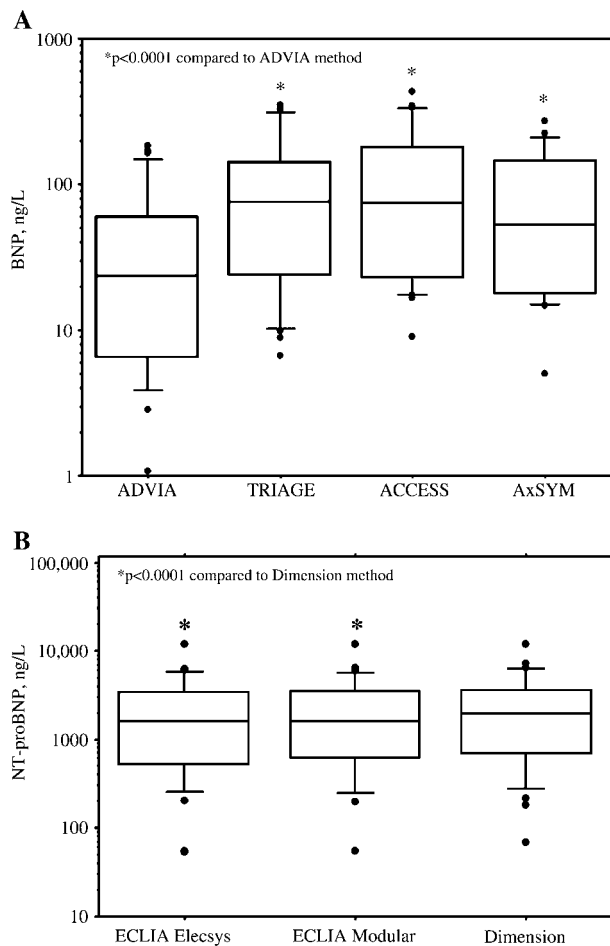 A
1000
*p<0.0001 compared to ADVIA method
* * *
100
BNP, ng/L
10
1
ADVIA TRIAGE ACCESS AxSYM
B
100,000
*p<0.0001 compared to Dimension method
* *
10,000
NT-proBNP, ng/L
1000
100
10
ECLIA Elecsys ECLIA Modular Dimension